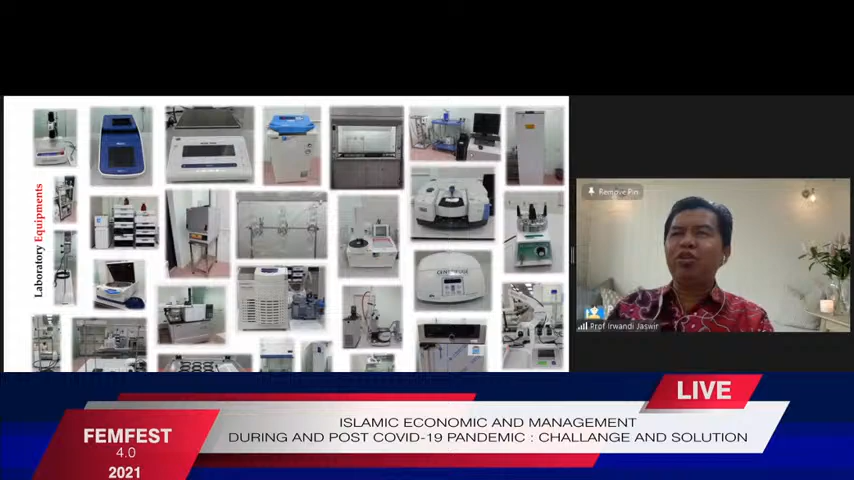 Laboratory Equipments
CENTRIFUGE
Remove Pin
Prof Irwandi Jaswir
LIVE
ISLAMIC ECONOMIC AND MANAGEMENT
DURING AND POST COVID-19 PANDEMIC : CHALLANGE AND SOLUTION
FEMFEST
4.0
2021